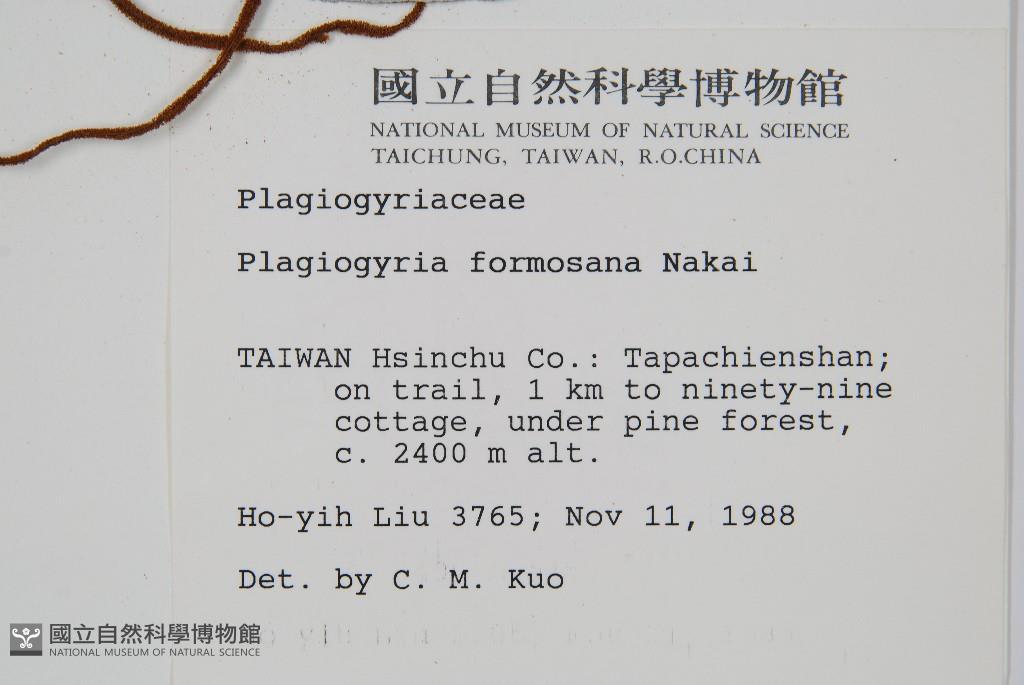 國立自然科學博物館
NATIONAL MUSEUM OF NATURAL SCIENCE
TAICHUNG, TAIWAN, R.O.CHINA
Plagiogyriaceae
Plagiogyria formosana Nakai
TAIWAN Hsinchu Co.: Tapachienshan;
on trail, 1 km to ninety-nine
cottage, under pine forest,
c. 2400 m alt.
Ho-yih Liu 3765; Nov 11, 1988
Det. by C. M. Kuo
國立自然科學博物館
NATIONAL MUSEUM OF NATURAL SCIENCE